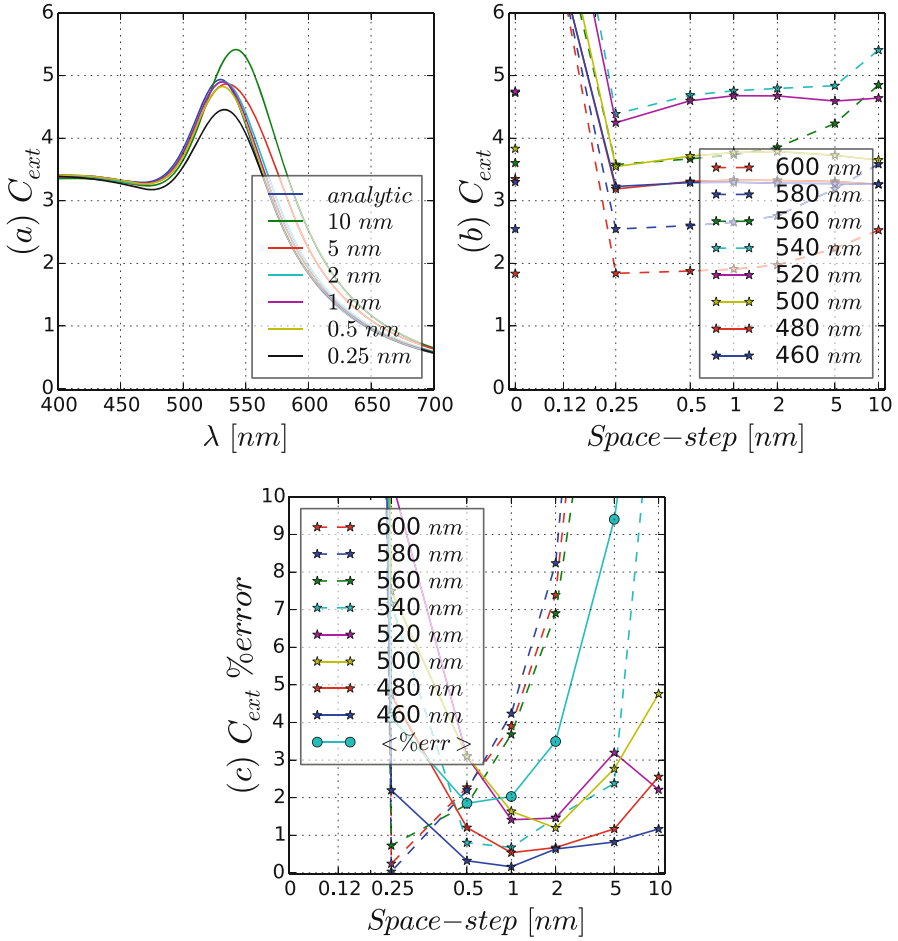 (a) C_ext
6
5
4
3
2
1
0
400 450 500 550 600 650 700
λ [nm]
analytic
10 nm
5 nm
2 nm
1 nm
0.5 nm
0.25 nm
(b) C_ext
6
5
4
3
2
1
0
0 0.12 0.25 0.5 1 2 5 10
Space−step [nm]
600 nm
580 nm
560 nm
540 nm
520 nm
500 nm
480 nm
460 nm
(c) C_ext %error
10
9
8
7
6
5
4
3
2
1
0
0 0.12 0.25 0.5 1 2 5 10
Space−step [nm]
600 nm
580 nm
560 nm
540 nm
520 nm
500 nm
480 nm
460 nm
<%err>